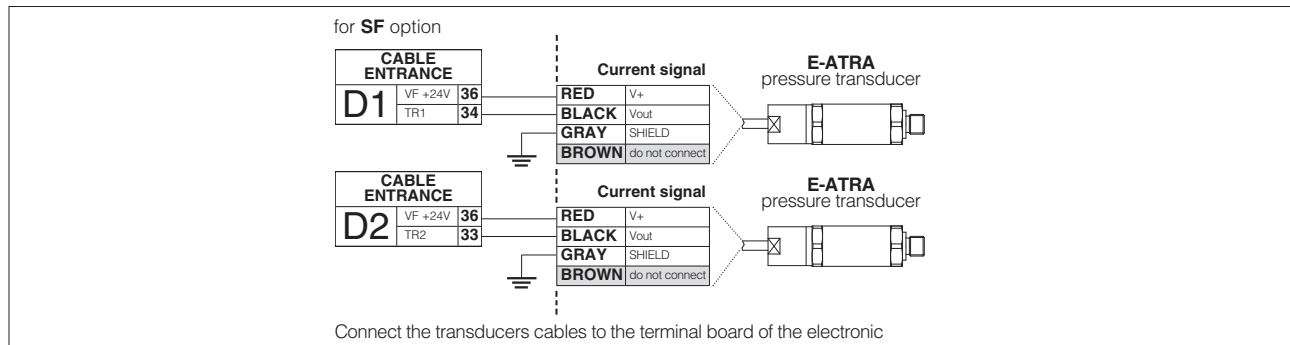 for SF option
CABLE ENTRANCE
D1
VF +24V 36
TR1 34
Current signal
RED V+
BLACK Vout
GRAY SHIELD
BROWN do not connect
E-ATRA
pressure transducer
CABLE ENTRANCE
D2
VF +24V 36
TR2 33
Current signal
RED V+
BLACK Vout
GRAY SHIELD
BROWN do not connect
E-ATRA
pressure transducer
Connect the transducers cables to the terminal board of the electronic